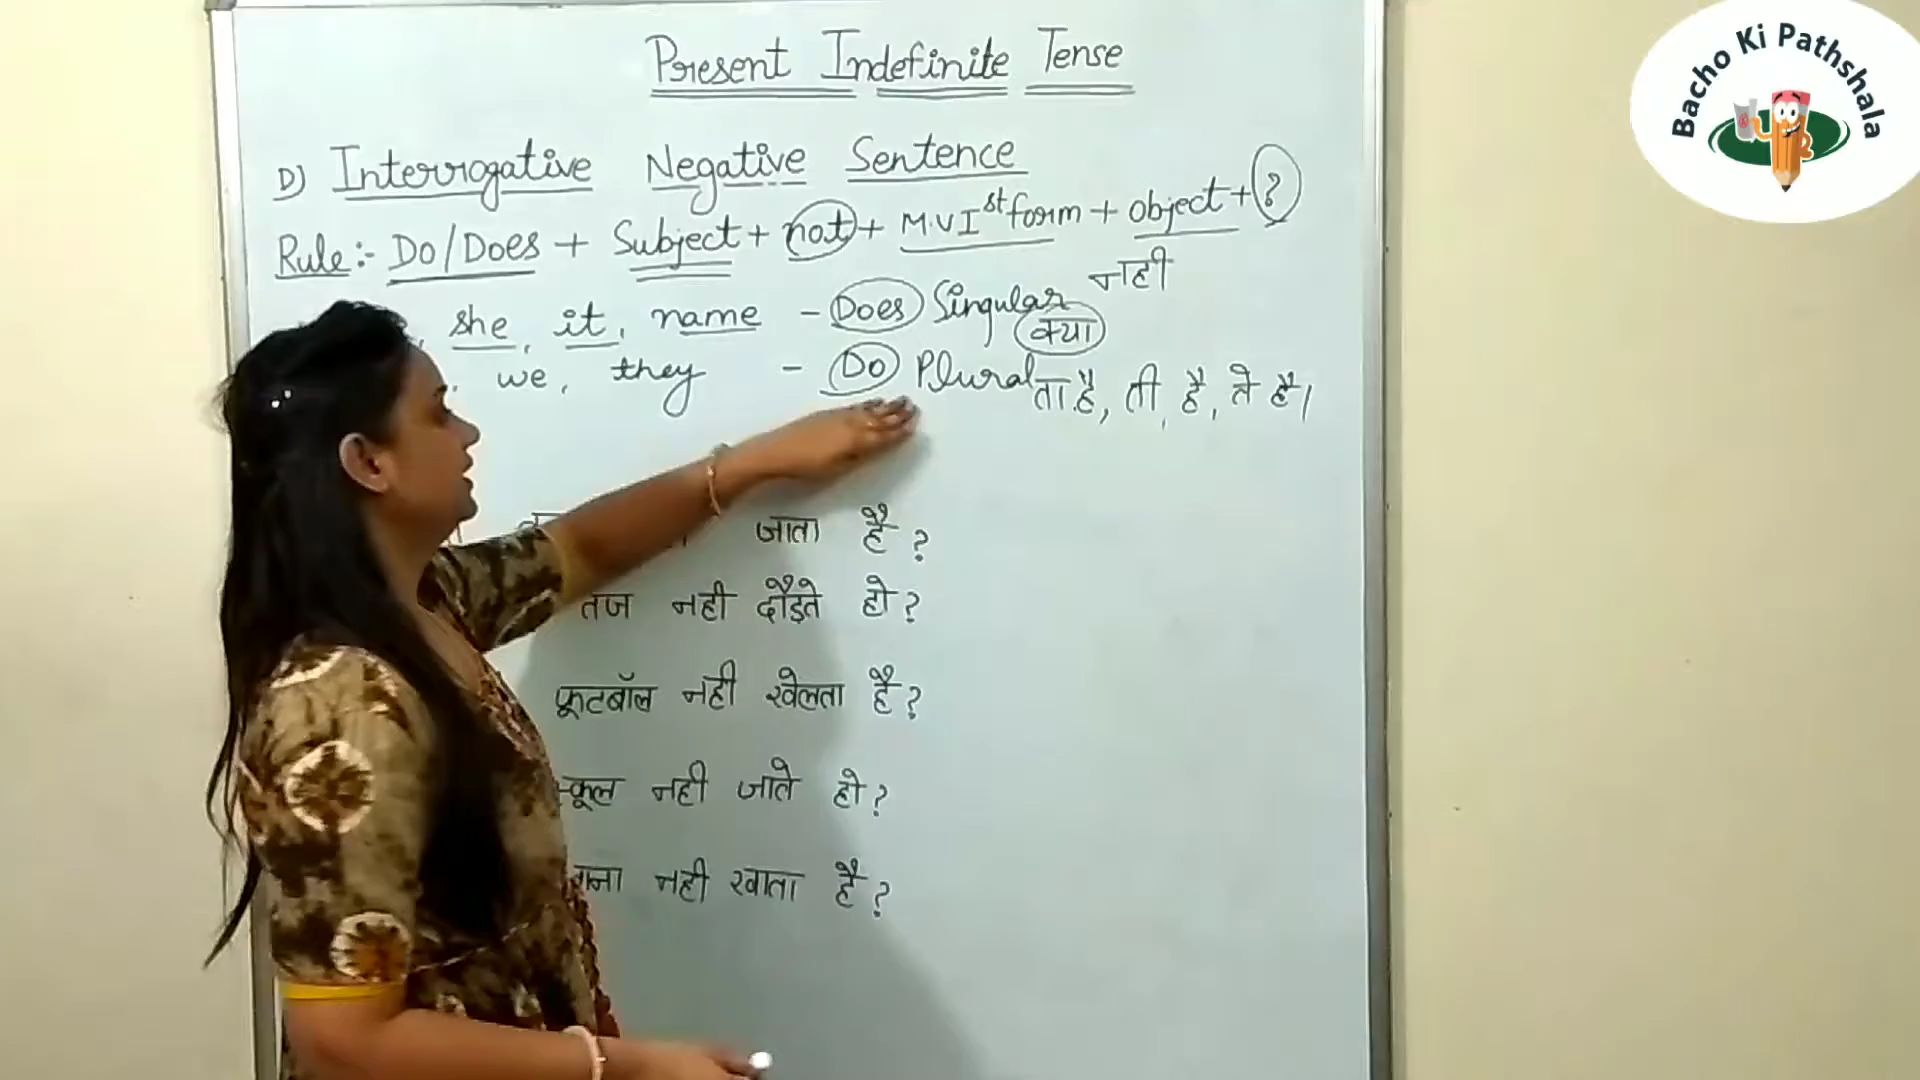 Present Indefinite Tense
Bacho Ki Pathshala
D) Interrogative Negative Sentence
Rule:- Do/Does + Subject + not + M.V Ist form + object + ?
नही
she, it, name - Does Singular
क्या
we, they - Do Plural
ता है, ती है, ते है।
जाता है?
तेज नही दौड़ते हो?
फूटबॉल नही खेलता है?
स्कूल नही जाते हो?
खाना नही खाता है?